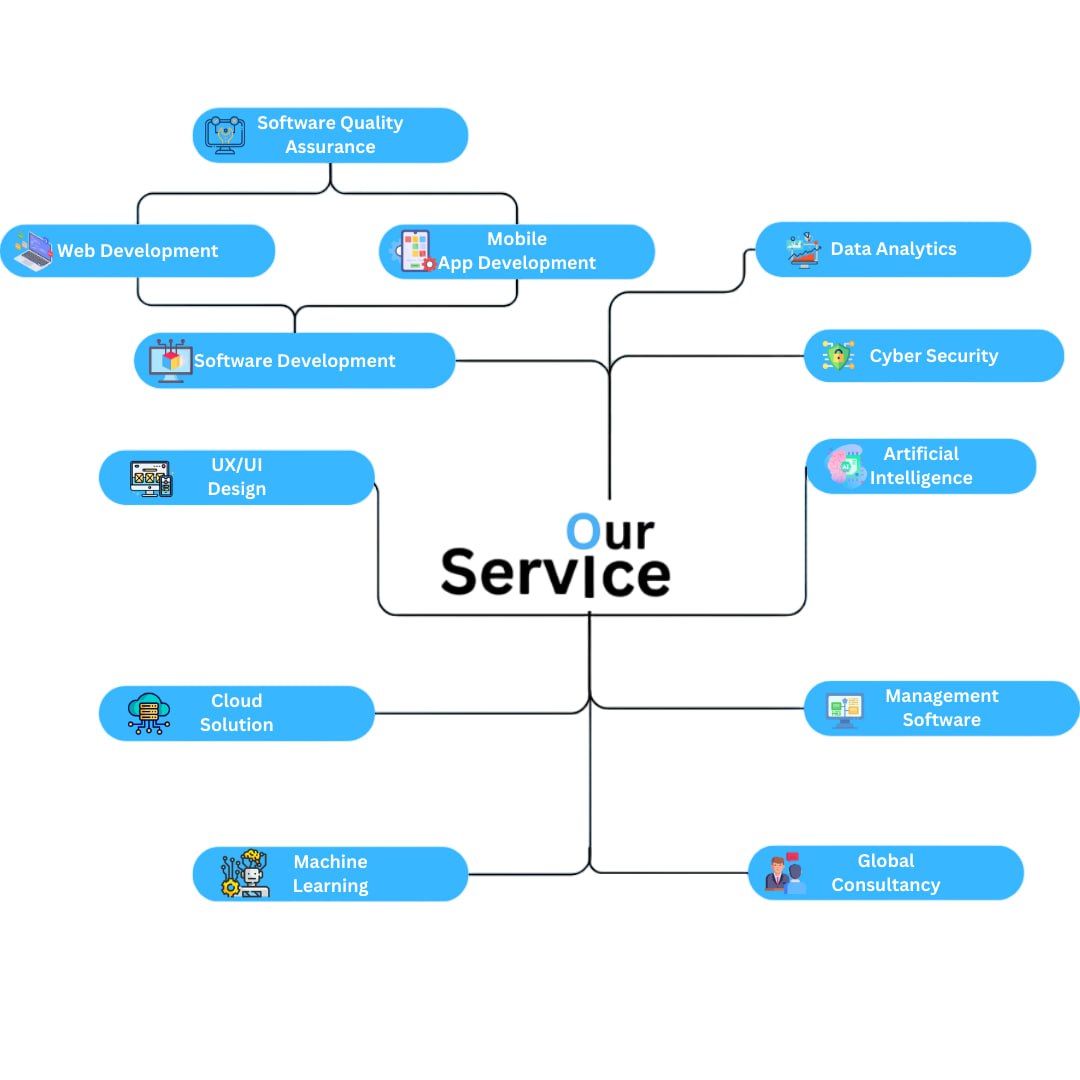 Software Quality
Assurance
Web Development
Mobile
App Development
Data Analytics
Software Development
Cyber Security
UX/UI
Design
Artificial
Intelligence
Our
Service
Cloud
Solution
Management
Software
Machine
Learning
Global
Consultancy